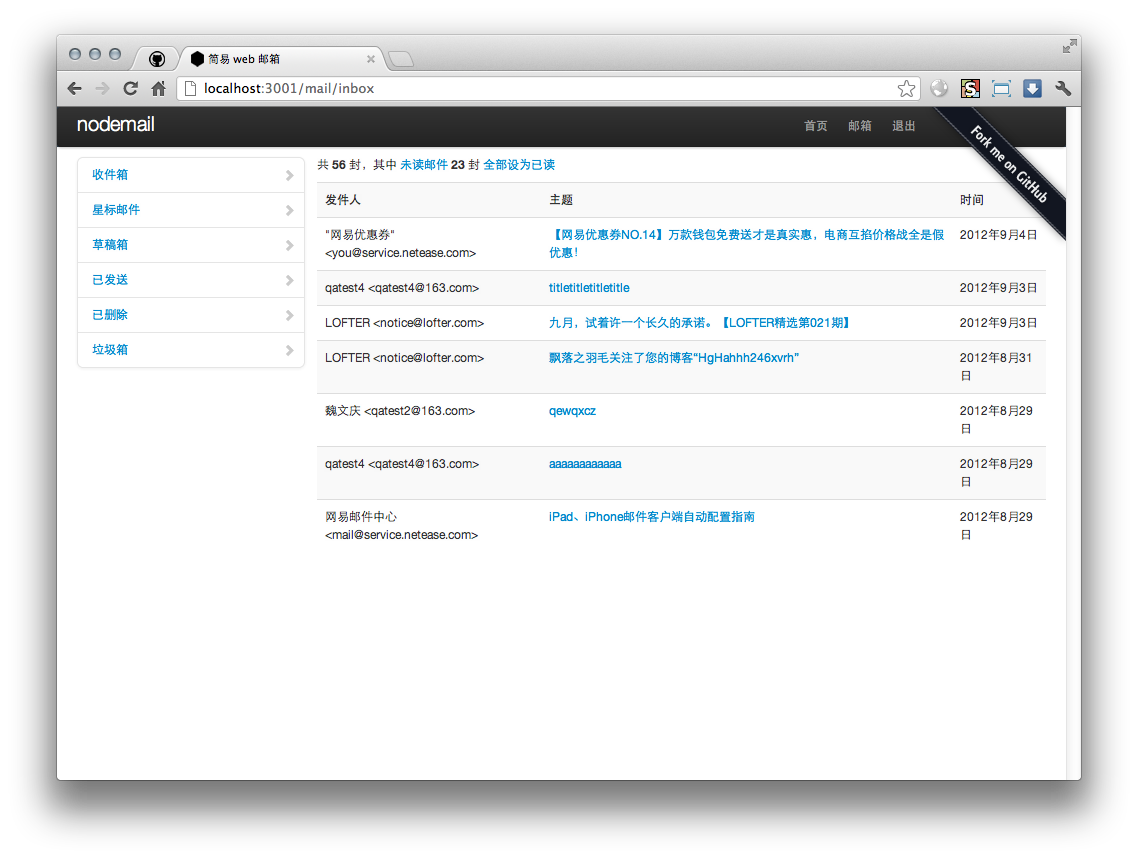 简易 web 邮箱
localhost:3001/mail/inbox
nodemail
首页 邮箱 退出
Fork me on GitHub
收件箱
星标邮件
草稿箱
已发送
已删除
垃圾箱
共 56 封，其中 未读邮件 23 封 全部设为已读
发件人 主题 时间
"网易优惠券" 【网易优惠券NO.14】万款钱包免费送才是真实惠，电商互掐价格战全是假 2012年9月4日
<you@service.netease.com> 优惠！
qatest4 <qatest4@163.com> titletitletitletitle 2012年9月3日
LOFTER <notice@lofter.com> 九月，试着许一个长久的承诺。【LOFTER精选第021期】 2012年9月3日
LOFTER <notice@lofter.com> 飘落之羽毛关注了您的博客“HgHahhh246xvrh” 2012年8月31
日
魏文庆 <qatest2@163.com> qewqxcz 2012年8月29
日
qatest4 <qatest4@163.com> aaaaaaaaaaaa 2012年8月29
日
网易邮件中心 iPad、iPhone邮件客户端自动配置指南 2012年8月29
<mail@service.netease.com> 日